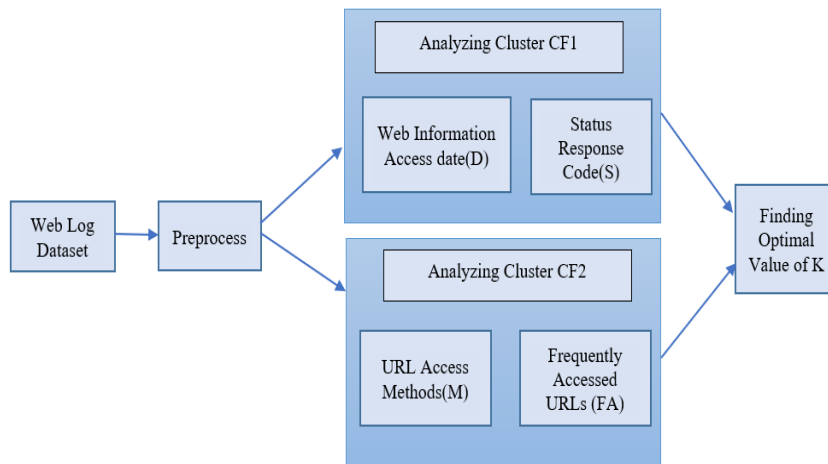 Web Log
Dataset
Preprocess
Analyzing Cluster CF1
Web Information
Access date(D)
Status
Response
Code(S)
Analyzing Cluster CF2
URL Access
Methods(M)
Frequently
Accessed
URLs (FA)
Finding
Optimal
Value of K